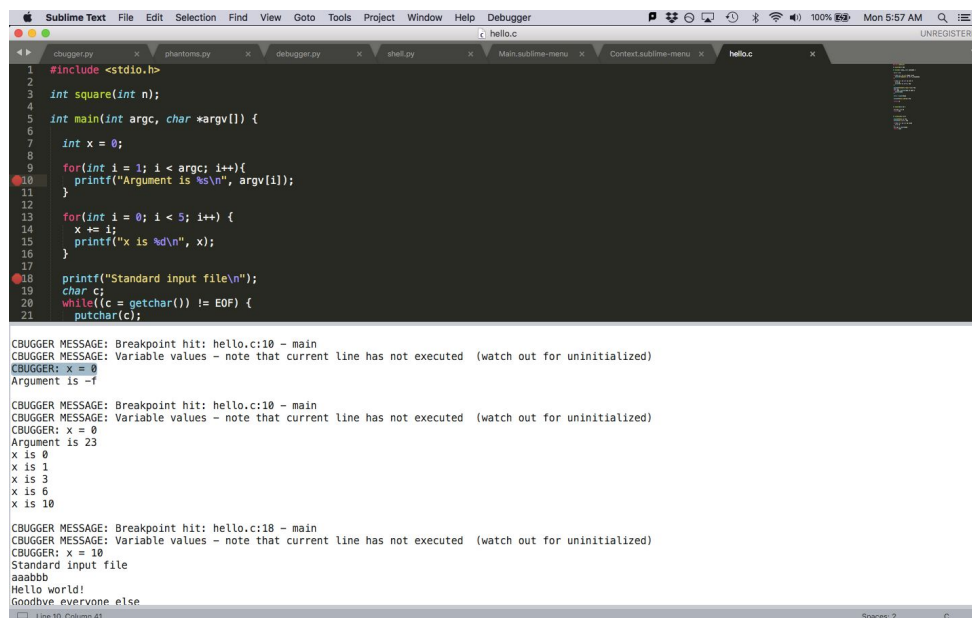 Sublime Text File Edit Selection Find View Goto Tools Project Window Help Debugger 100% Mon 5:57 AM
hello.c UNREGISTER
cbugger.py phantoms.py debugger.py shell.py Main.sublime-menu Context.sublime-menu hello.c
1 #include <stdio.h>
2
3 int square(int n);
4
5 int main(int argc, char *argv[]) {
6
7 int x = 0;
8
9 for(int i = 1; i < argc; i++){
10 printf("Argument is %s\n", argv[i]);
11 }
12
13 for(int i = 0; i < 5; i++) {
14 x += i;
15 printf("x is %d\n", x);
16 }
17
18 printf("Standard input file\n");
19 char c;
20 while((c = getchar()) != EOF) {
21 putchar(c);
CBUGGER MESSAGE: Breakpoint hit: hello.c:10 – main
CBUGGER MESSAGE: Variable values – note that current line has not executed (watch out for uninitialized)
CBUGGER: x = 0
Argument is –f
CBUGGER MESSAGE: Breakpoint hit: hello.c:10 – main
CBUGGER MESSAGE: Variable values – note that current line has not executed (watch out for uninitialized)
CBUGGER: x = 0
Argument is 23
x is 0
x is 1
x is 3
x is 6
x is 10
CBUGGER MESSAGE: Breakpoint hit: hello.c:18 – main
CBUGGER MESSAGE: Variable values – note that current line has not executed (watch out for uninitialized)
CBUGGER: x = 10
Standard input file
aaabbb
Hello world!
Goodbye everyone else
Line 10, Column 41 Spaces: 2 C